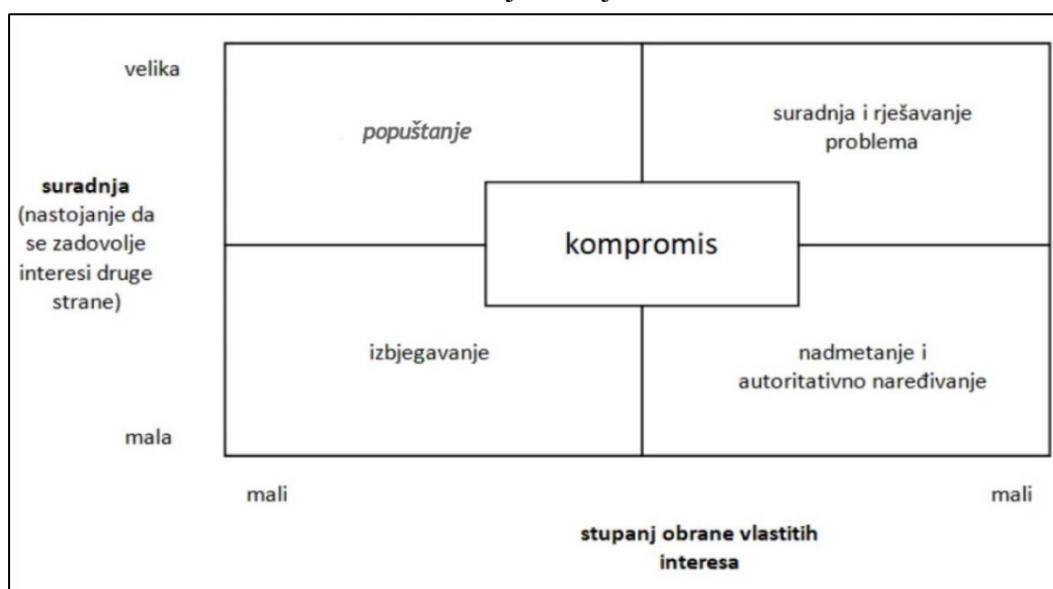 velika
popuštanje
suradnja i rješavanje
problema
suradnja
(nastojanje da
se zadovolje
interesi druge
strane)
kompromis
izbjegavanje
nadmetanje i
autoritativno naređivanje
mala
mali
mali
stupanj obrane vlastitih
interesa